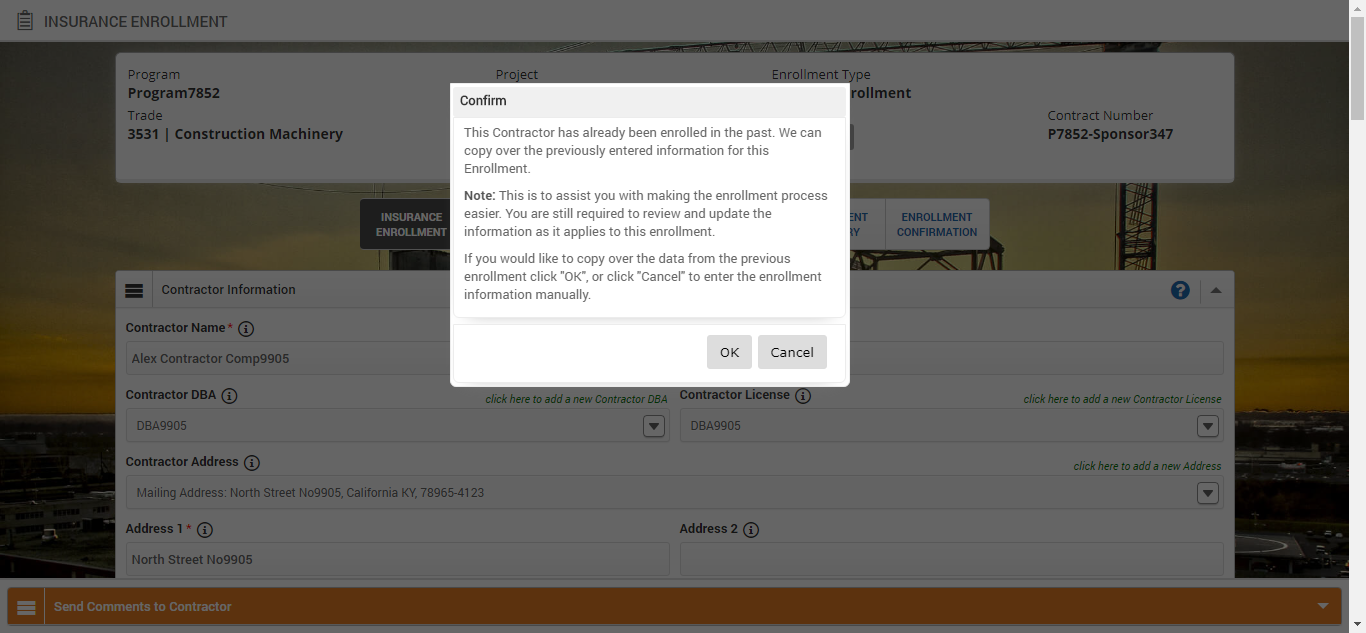 INSURANCE ENROLLMENT
Program
Project
Enrollment Type
Program7852
rollment
Trade
Contract Number
3531 | Construction Machinery
P7852-Sponsor347
Confirm
This Contractor has already been enrolled in the past. We can
copy over the previously entered information for this
Enrollment.
Note: This is to assist you with making the enrollment process
easier. You are still required to review and update the
information as it applies to this enrollment.
If you would like to copy over the data from the previous
enrollment click "OK", or click "Cancel" to enter the enrollment
information manually.
OK
Cancel
INSURANCE
ENROLLMENT
ENT
RY
ENROLLMENT
CONFIRMATION
Contractor Information
Contractor Name*
Alex Contractor Comp9905
Contractor DBA
click here to add a new Contractor DBA
Contractor License
click here to add a new Contractor License
DBA9905
DBA9905
Contractor Address
click here to add a new Address
Mailing Address: North Street No9905, California KY, 78965-4123
Address 1 *
Address 2
North Street No9905
Send Comments to Contractor